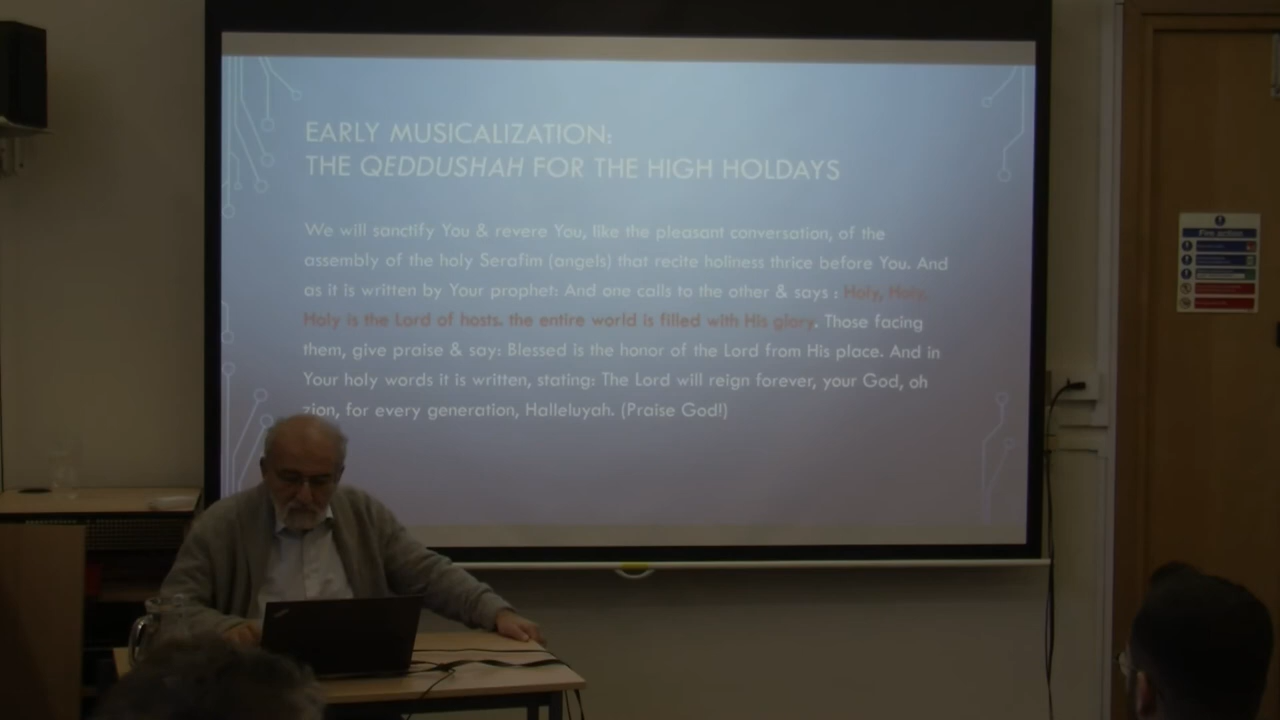 EARLY MUSICALIZATION:
THE QEDDUSHAH FOR THE HIGH HOLDAYS
We will sanctify You & revere You, like the pleasant conversation, of the
assembly of the holy Serafim (angels) that recite holiness thrice before You. And
as it is written by Your prophet: And one calls to the other & says : Holy, Holy,
Holy is the Lord of hosts. the entire world is filled with His glory. Those facing
them, give praise & say: Blessed is the honor of the Lord from His place. And in
Your holy words it is written, stating: The Lord will reign forever, your God, oh
zion, for every generation, Halleluyah. (Praise God!)
Fire action